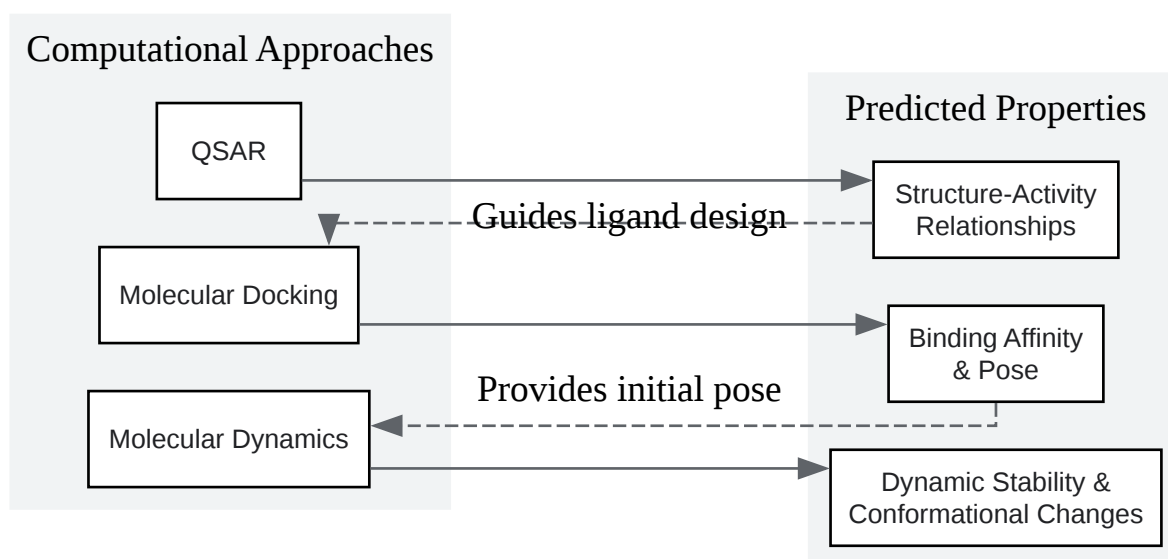 Computational Approaches
Predicted Properties
QSAR
Structure-Activity
Relationships
Guides ligand design
Molecular Docking
Binding Affinity
& Pose
Provides initial pose
Molecular Dynamics
Dynamic Stability &
Conformational Changes